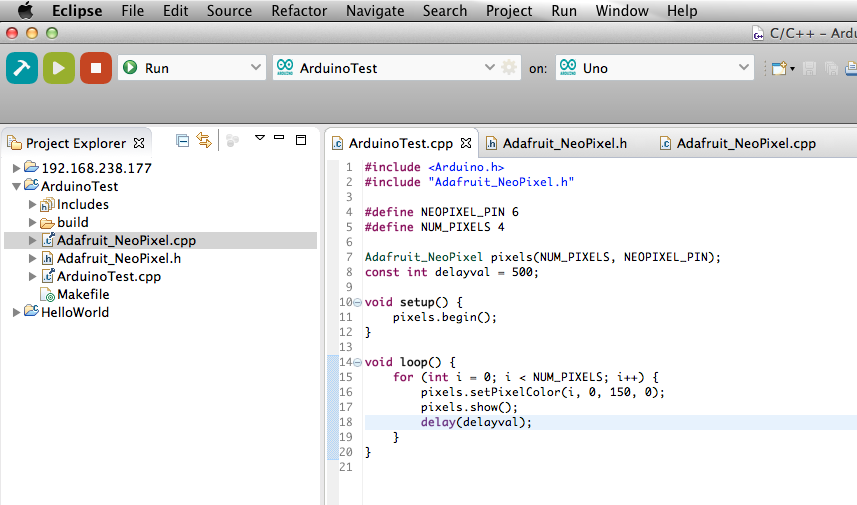 Eclipse File Edit Source Refactor Navigate Search Project Run Window Help
C/C++ - Ardu
Run ArduinoTest on: Uno
Project Explorer
192.168.238.177
ArduinoTest
Includes
build
Adafruit_NeoPixel.cpp
Adafruit_NeoPixel.h
ArduinoTest.cpp
Makefile
HelloWorld
ArduinoTest.cpp Adafruit_NeoPixel.h Adafruit_NeoPixel.cpp
1 #include <Arduino.h>
2 #include "Adafruit_NeoPixel.h"
3
4 #define NEOPIXEL_PIN 6
5 #define NUM_PIXELS 4
6
7 Adafruit_NeoPixel pixels(NUM_PIXELS, NEOPIXEL_PIN);
8 const int delayval = 500;
9
10 void setup() {
11 pixels.begin();
12 }
13
14 void loop() {
15 for (int i = 0; i < NUM_PIXELS; i++) {
16 pixels.setPixelColor(i, 0, 150, 0);
17 pixels.show();
18 delay(delayval);
19 }
20 }
21